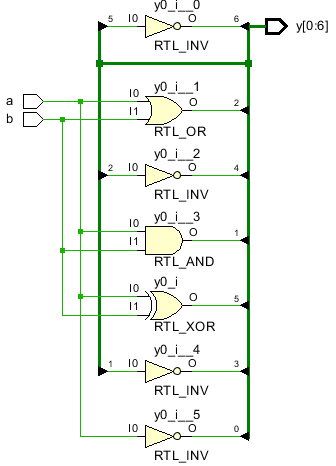 y0_i__0
5 I0 O 6 y[0:6]
RTL_INV
y0_i__1
a I0 O 2
b I1
RTL_OR
y0_i__2
2 I0 O 4
RTL_INV
y0_i__3
I0 O 1
I1
RTL_AND
y0_i
I0 O 5
I1
RTL_XOR
y0_i__4
1 I0 O 3
RTL_INV
y0_i__5
I0 O 0
RTL_INV